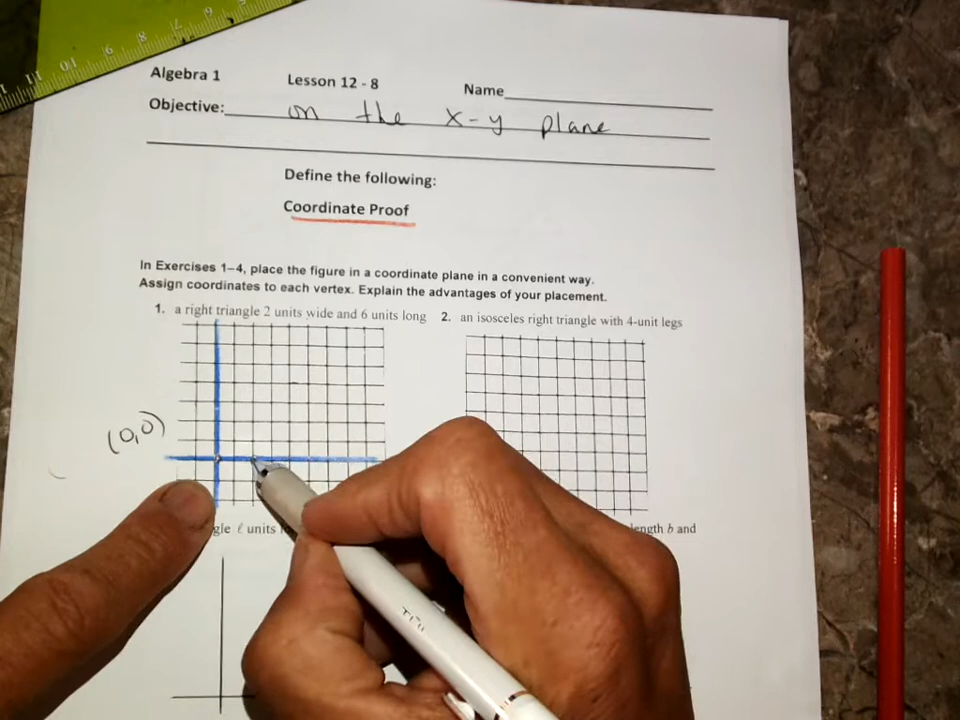 Algebra 1 Lesson 12 - 8 Name
Objective: on the x-y plane
Define the following:
Coordinate Proof
In Exercises 1–4, place the figure in a coordinate plane in a convenient way.
Assign coordinates to each vertex. Explain the advantages of your placement.
1. a right triangle 2 units wide and 6 units long 2. an isosceles right triangle with 4-unit legs
(0,0)
gle ℓ units length b and